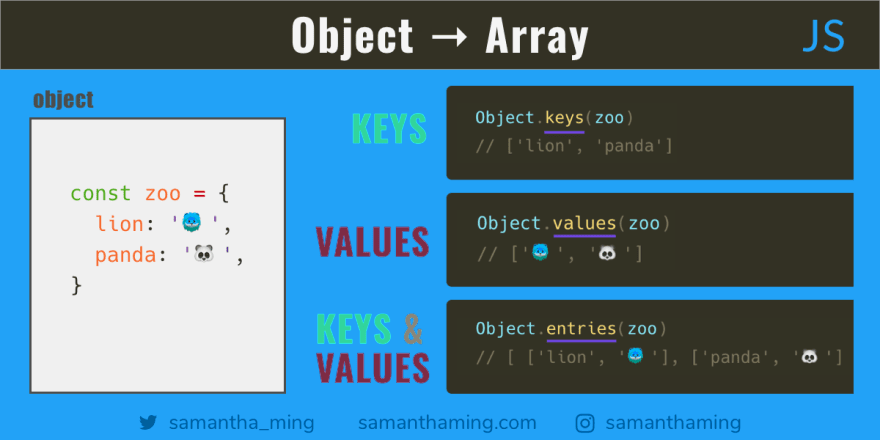 Object → Array
JS
object
const zoo = {
lion: '🦁',
panda: '🐼',
}
KEYS
Object.keys(zoo)
// ['lion', 'panda']
VALUES
Object.values(zoo)
// ['🦁', '🐼']
KEYS &
VALUES
Object.entries(zoo)
// [ ['lion', '🦁'], ['panda', '🐼']
samantha_ming
samanthaming.com
samanthaming